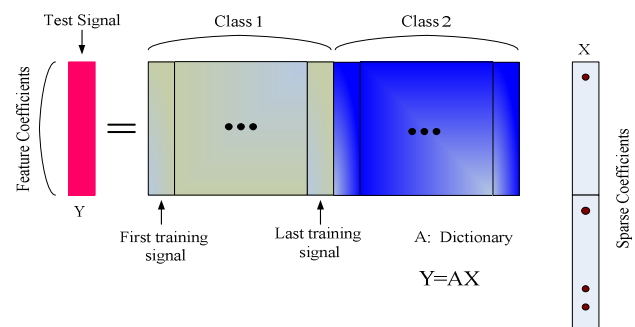 Test Signal
Class 1
Class 2
X
Feature Coefficients
=
•••
•••
Sparse Coefficients
Y
First training
signal
Last training
signal
A: Dictionary
Y=AX